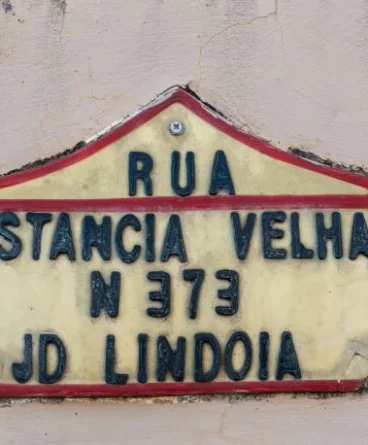 RUA
STANCIA VELHA
N 373
JD LINDOIA